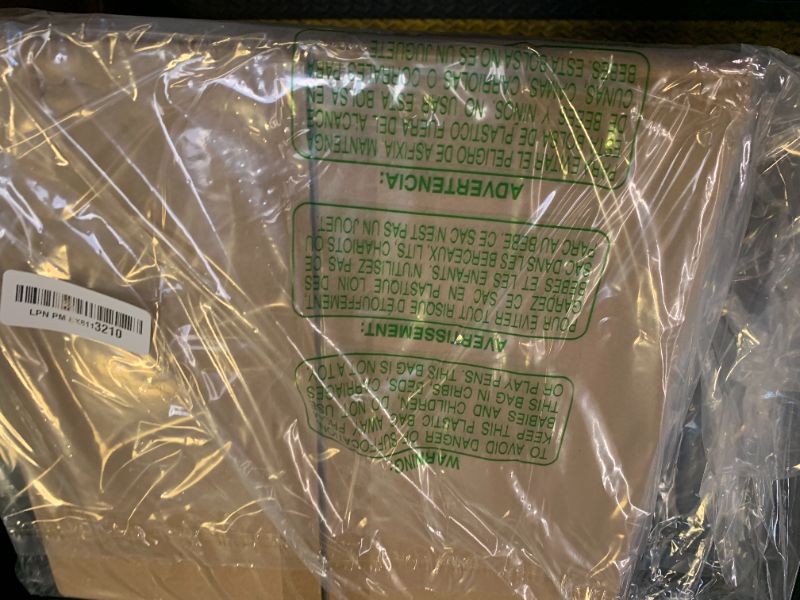 WARNING:
TO AVOID DANGER OF SUFFOCATION
KEEP THIS PLASTIC BAG AWAY FROM
BABIES AND CHILDREN. DO NOT USE
THIS BAG IN CRIBS, BEDS, CARRIAGES
OR PLAY PENS. THIS BAG IS NOT A TOY
AVERTISSEMENT:
POUR EVITER TOUT RISQUE D'ETOUFFEMENT,
GARDEZ CE SAC EN PLASTIQUE LOIN DES
BEBES ET LES ENFANTS. N'UTILISEZ PAS CE
SAC DANS LES BERCEAUX, LITS, CHARIOTS OU
PARC AU BEBE. CE SAC N'EST PAS UN JOUET
ADVERTENCIA:
EVITAR EL PELIGRO DE ASFIXIA MANTENGA
BOLSA DE PLASTICO FUERA DEL ALCANCE
DE BEBES Y NINOS. NO USAR ESTA BOLSA EN
CUNAS, CAMAS, CARRIOLAS O CORRALES PARA
BEBES. ESTA BOLSA NO ES UN JUGUETE
LPN PM